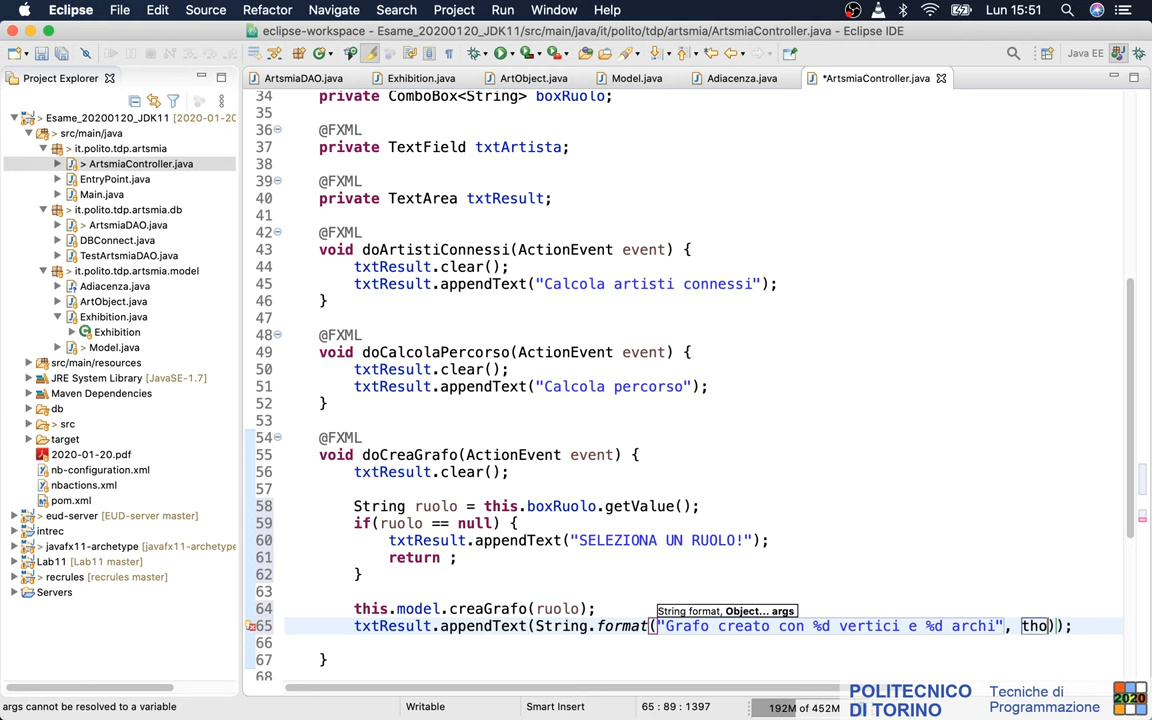 Eclipse File Edit Source Refactor Navigate Search Project Run Window Help Lun 15:51
eclipse-workspace - Esame_20200120_JDK11/src/main/java/it/polito/tdp/artsmia/ArtsmiaController.java - Eclipse IDE
Java EE
Project Explorer
ArtsmiaDAO.java Exhibition.java ArtObject.java Model.java Adiacenza.java *ArtsmiaController.java
> Esame_20200120_JDK11 [2020-01-20
> src/main/java
it.polito.tdp.artsmia
> ArtsmiaController.java
EntryPoint.java
Main.java
> it.polito.tdp.artsmia.db
> ArtsmiaDAO.java
DBConnect.java
TestArtsmiaDAO.java
> it.polito.tdp.artsmia.model
Adiacenza.java
ArtObject.java
Exhibition.java
Exhibition
> Model.java
src/main/resources
JRE System Library [JavaSE-1.7]
Maven Dependencies
db
> src
target
2020-01-20.pdf
nb-configuration.xml
nbactions.xml
pom.xml
> eud-server [EUD-server master]
intrec
> javafx11-archetype [javafx11-archetype
Lab11 [Lab11 master]
> recrules [recrules master]
Servers
34 private ComboBox<String> boxRuolo;
35
36 @FXML
37 private TextField txtArtista;
38
39 @FXML
40 private TextArea txtResult;
41
42 @FXML
43 void doArtistiConnessi(ActionEvent event) {
44 txtResult.clear();
45 txtResult.appendText("Calcola artisti connessi");
46 }
47
48 @FXML
49 void doCalcolaPercorso(ActionEvent event) {
50 txtResult.clear();
51 txtResult.appendText("Calcola percorso");
52 }
53
54 @FXML
55 void doCreaGrafo(ActionEvent event) {
56 txtResult.clear();
57
58 String ruolo = this.boxRuolo.getValue();
59 if(ruolo == null) {
60 txtResult.appendText("SELEZIONA UN RUOLO!");
61 return ;
62 }
63
64 this.model.creaGrafo(ruolo);
String format, Object... args
65 txtResult.appendText(String.format("Grafo creato con %d vertici e %d archi", tho));
66
67 }
68
args cannot be resolved to a variable Writable Smart Insert 65 : 89 : 1397 192M of 452M
POLITECNICO DI TORINO
Tecniche di Programmazione
2020